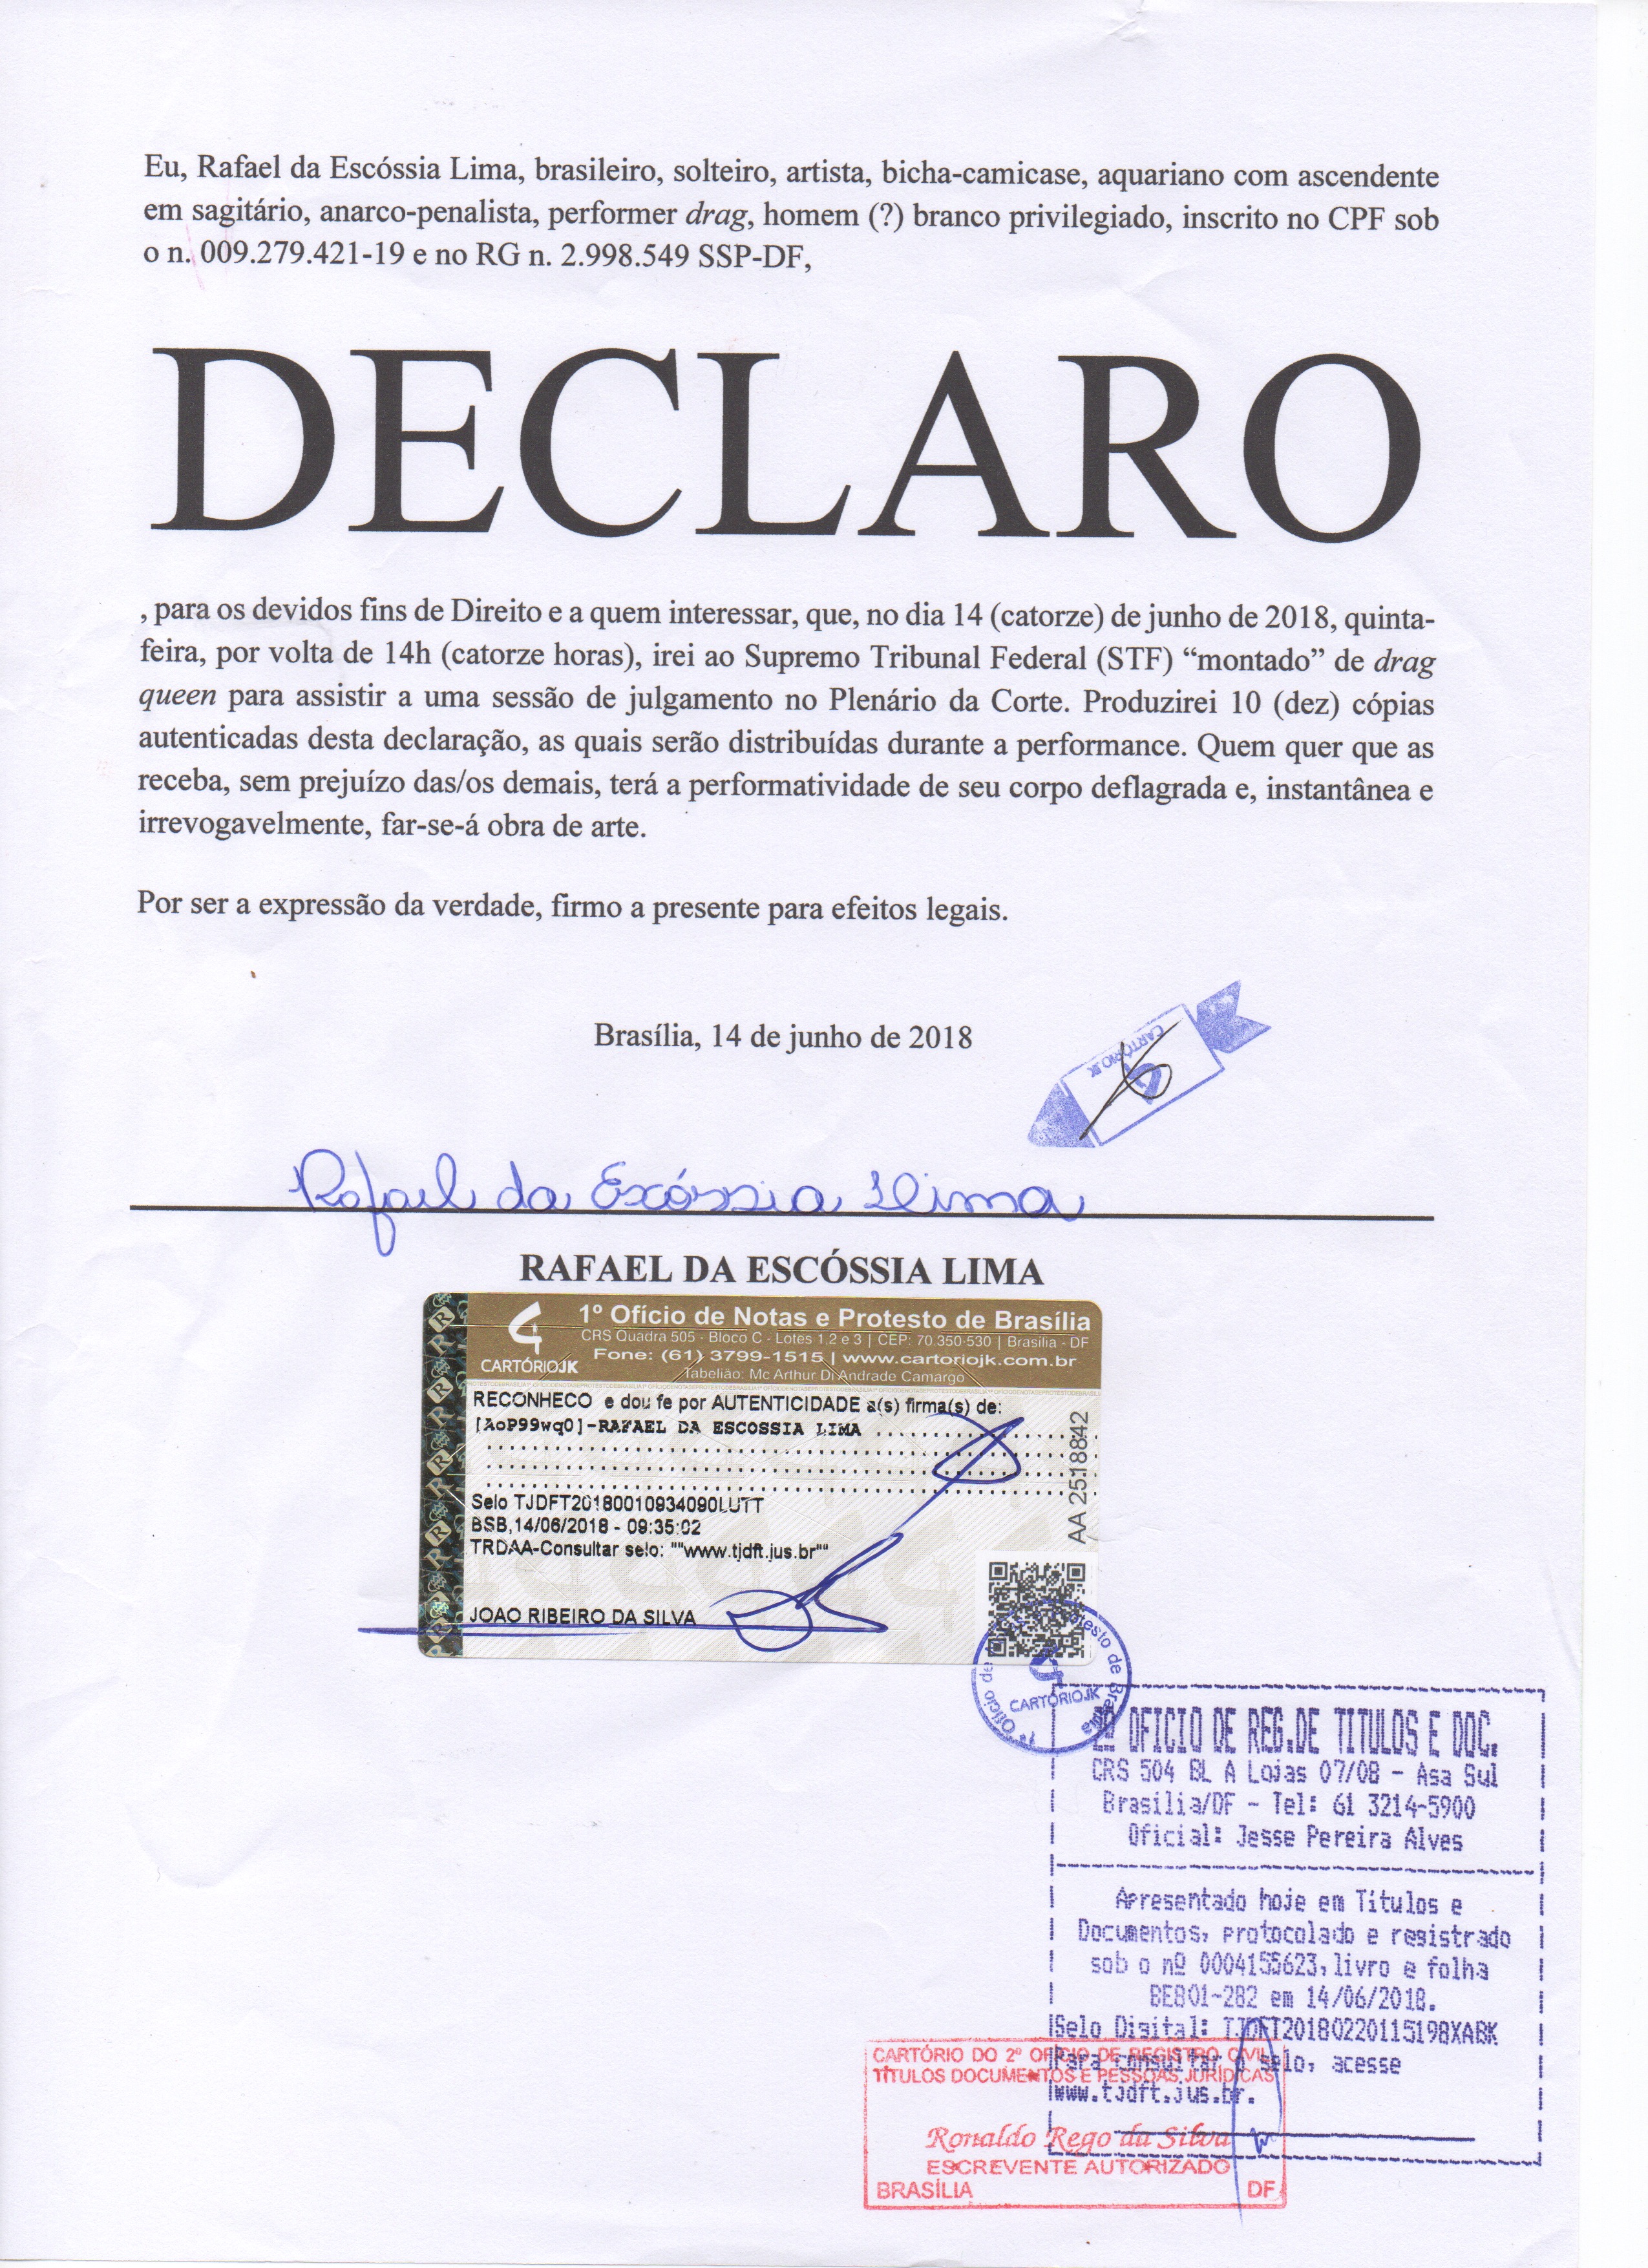 Eu, Rafael da Escóssia Lima, brasileiro, solteiro, artista, bicha-camicase, aquariano com ascendente
em sagitário, anarco-penalista, performer drag, homem (?) branco privilegiado, inscrito no CPF sob
o n. 009.279.421-19 e no RG n. 2.998.549 SSP-DF,
DECLARO
, para os devidos fins de Direito e a quem interessar, que, no dia 14 (catorze) de junho de 2018, quinta-
feira, por volta de 14h (catorze horas), irei ao Supremo Tribunal Federal (STF) “montado” de drag
queen para assistir a uma sessão de julgamento no Plenário da Corte. Produzirei 10 (dez) cópias
autenticadas desta declaração, as quais serão distribuídas durante a performance. Quem quer que as
receba, sem prejuízo das/os demais, terá a performatividade de seu corpo deflagrada e, instantânea e
irrevogavelmente, far-se-á obra de arte.
Por ser a expressão da verdade, firmo a presente para efeitos legais.
Brasília, 14 de junho de 2018
CARTÓRIOJK
Rafael da Escóssia Lima
RAFAEL DA ESCÓSSIA LIMA
1º Ofício de Notas e Protesto de Brasília
CRS Quadra 505 - Bloco C - Lotes 1,2 e 3 | CEP: 70.350-530 | Brasília - DF
Fone: (61) 3799-1515 | www.cartoriojk.com.br
Tabelião: Mc Arthur Di Andrade Camargo
CARTÓRIOJK
RECONHECO e dou fe por AUTENTICIDADE a(s) firma(s) de:
[AoP99wq0]-RAFAEL DA ESCOSSIA LIMA
Selo TJDFT20180010934090LUTT
BSB,14/06/2018 - 09:35:02
TRDAA-Consultar selo: ""www.tjdft.jus.br""
JOAO RIBEIRO DA SILVA
AA 2518842
1º Ofício de Protesto de Brasília
CARTÓRIOJK
2º OFICIO DE REG.DE TITULOS E DOC.
CRS 504 BL A Lojas 07/08 - Asa Sul
Brasilia/DF - Tel: 61 3214-5900
Oficial: Jesse Pereira Alves
Apresentado hoje em Titulos e
Documentos, protocolado e registrado
sob o nº 0004155623, livro e folha
BEB01-282 em 14/06/2018.
Selo Digital: TJDFT20180220115198XABK
Para consultar o selo, acesse
www.tjdft.jus.br.
CARTÓRIO DO 2º OFÍCIO DE REGISTRO CIVIL
TÍTULOS DOCUMENTOS E PESSOAS JURÍDICAS
Ronaldo Rego da Silva
ESCREVENTE AUTORIZADO
BRASÍLIA DF